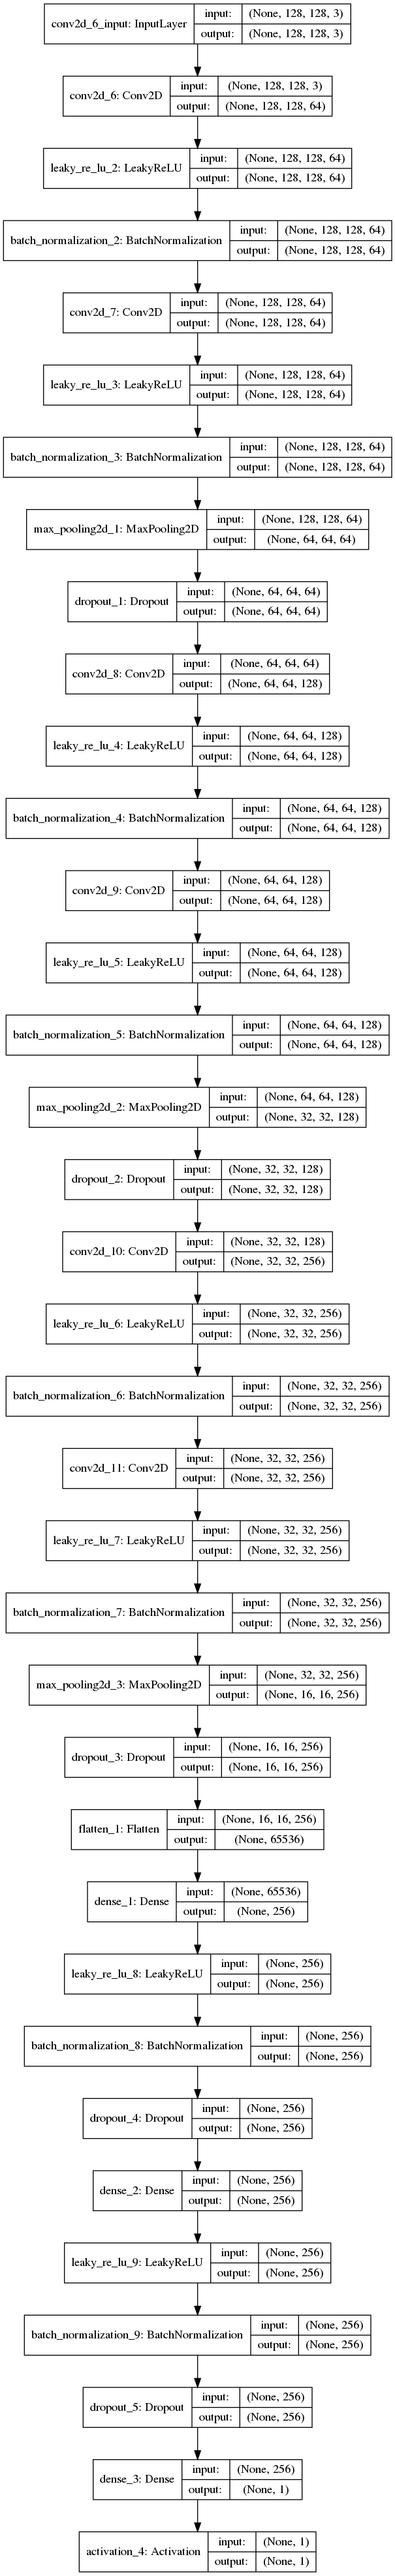 conv2d_6_input: InputLayer input: (None, 128, 128, 3)
output: (None, 128, 128, 3)
conv2d_6: Conv2D input: (None, 128, 128, 3)
output: (None, 128, 128, 64)
leaky_re_lu_2: LeakyReLU input: (None, 128, 128, 64)
output: (None, 128, 128, 64)
batch_normalization_2: BatchNormalization input: (None, 128, 128, 64)
output: (None, 128, 128, 64)
conv2d_7: Conv2D input: (None, 128, 128, 64)
output: (None, 128, 128, 64)
leaky_re_lu_3: LeakyReLU input: (None, 128, 128, 64)
output: (None, 128, 128, 64)
batch_normalization_3: BatchNormalization input: (None, 128, 128, 64)
output: (None, 128, 128, 64)
max_pooling2d_1: MaxPooling2D input: (None, 128, 128, 64)
output: (None, 64, 64, 64)
dropout_1: Dropout input: (None, 64, 64, 64)
output: (None, 64, 64, 64)
conv2d_8: Conv2D input: (None, 64, 64, 64)
output: (None, 64, 64, 128)
leaky_re_lu_4: LeakyReLU input: (None, 64, 64, 128)
output: (None, 64, 64, 128)
batch_normalization_4: BatchNormalization input: (None, 64, 64, 128)
output: (None, 64, 64, 128)
conv2d_9: Conv2D input: (None, 64, 64, 128)
output: (None, 64, 64, 128)
leaky_re_lu_5: LeakyReLU input: (None, 64, 64, 128)
output: (None, 64, 64, 128)
batch_normalization_5: BatchNormalization input: (None, 64, 64, 128)
output: (None, 64, 64, 128)
max_pooling2d_2: MaxPooling2D input: (None, 64, 64, 128)
output: (None, 32, 32, 128)
dropout_2: Dropout input: (None, 32, 32, 128)
output: (None, 32, 32, 128)
conv2d_10: Conv2D input: (None, 32, 32, 128)
output: (None, 32, 32, 256)
leaky_re_lu_6: LeakyReLU input: (None, 32, 32, 256)
output: (None, 32, 32, 256)
batch_normalization_6: BatchNormalization input: (None, 32, 32, 256)
output: (None, 32, 32, 256)
conv2d_11: Conv2D input: (None, 32, 32, 256)
output: (None, 32, 32, 256)
leaky_re_lu_7: LeakyReLU input: (None, 32, 32, 256)
output: (None, 32, 32, 256)
batch_normalization_7: BatchNormalization input: (None, 32, 32, 256)
output: (None, 32, 32, 256)
max_pooling2d_3: MaxPooling2D input: (None, 32, 32, 256)
output: (None, 16, 16, 256)
dropout_3: Dropout input: (None, 16, 16, 256)
output: (None, 16, 16, 256)
flatten_1: Flatten input: (None, 16, 16, 256)
output: (None, 65536)
dense_1: Dense input: (None, 65536)
output: (None, 256)
leaky_re_lu_8: LeakyReLU input: (None, 256)
output: (None, 256)
batch_normalization_8: BatchNormalization input: (None, 256)
output: (None, 256)
dropout_4: Dropout input: (None, 256)
output: (None, 256)
dense_2: Dense input: (None, 256)
output: (None, 256)
leaky_re_lu_9: LeakyReLU input: (None, 256)
output: (None, 256)
batch_normalization_9: BatchNormalization input: (None, 256)
output: (None, 256)
dropout_5: Dropout input: (None, 256)
output: (None, 256)
dense_3: Dense input: (None, 256)
output: (None, 1)
activation_4: Activation input: (None, 1)
output: (None, 1)